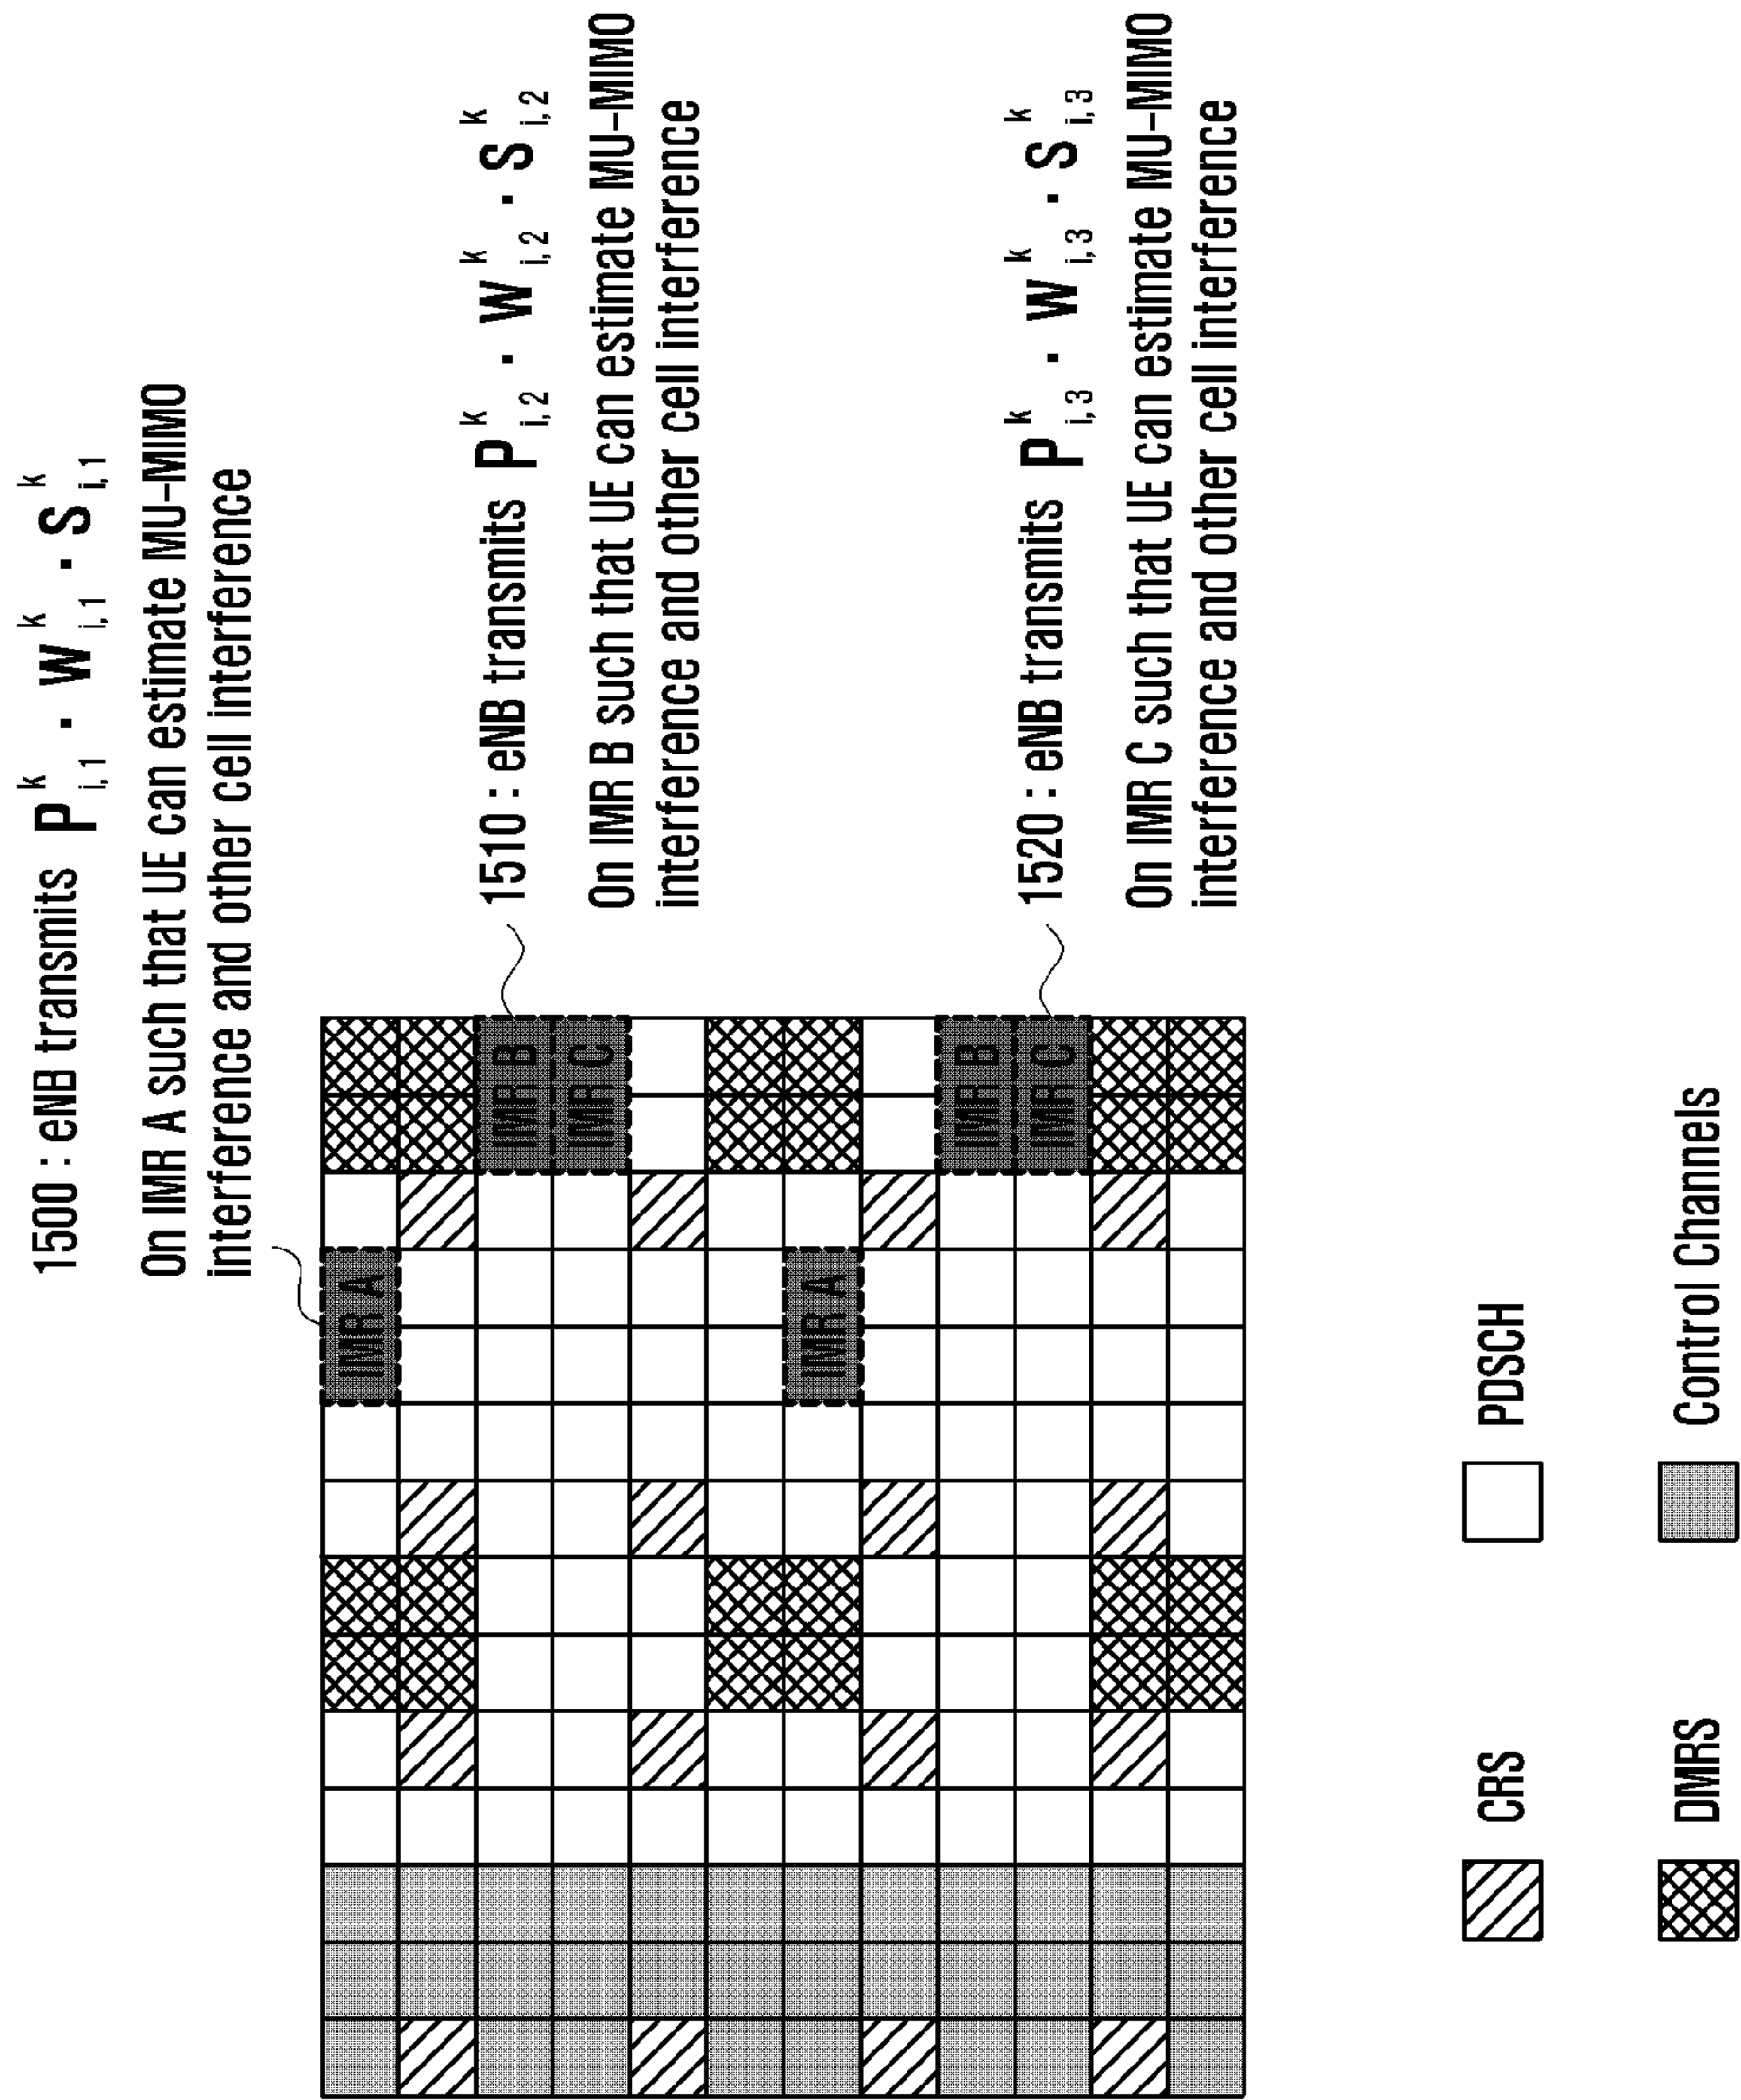 1500 : eNB transmits P^k_{i,1} · W^k_{i,1} · S^k_{i,1}
On IMR A such that UE can estimate MU-MIMO
interference and other cell interference
IMR A
IMR A
IMR B
IMR C
IMR B
IMR C
1510 : eNB transmits P^k_{i,2} · W^k_{i,2} · S^k_{i,2}
On IMR B such that UE can estimate MU-MIMO
interference and other cell interference
1520 : eNB transmits P^k_{i,3} · W^k_{i,3} · S^k_{i,3}
On IMR C such that UE can estimate MU-MIMO
interference and other cell interference
CRS
PDSCH
DMRS
Control Channels